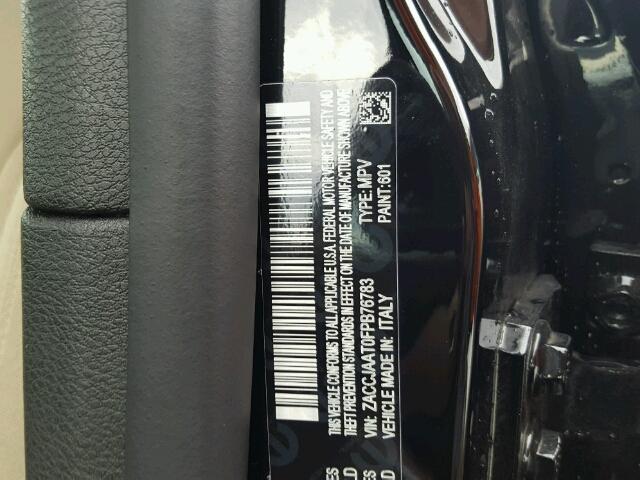 THIS VEHICLE CONFORMS TO ALL APPLICABLE U.S.A. FEDERAL MOTOR VEHICLE SAFETY AND
THEFT PREVENTION STANDARDS IN EFFECT ON THE DATE OF MANUFACTURE SHOWN ABOVE.
VIN: ZACCJAAT0FPB76783 TYPE: MPV
VEHICLE MADE IN: ITALY PAINT: 601